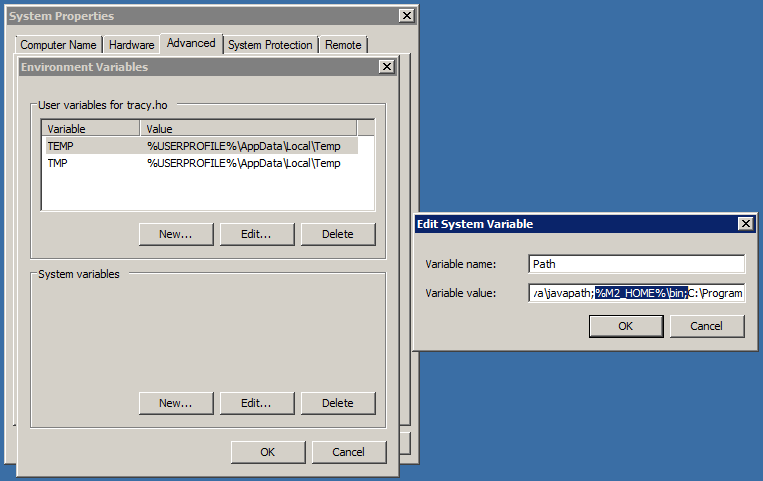 System Properties
Computer Name Hardware Advanced System Protection Remote
Environment Variables
User variables for tracy.ho
Variable Value
TEMP %USERPROFILE%\AppData\Local\Temp
TMP %USERPROFILE%\AppData\Local\Temp
New... Edit... Delete
System variables
New... Edit... Delete
OK Cancel
Edit System Variable
Variable name: Path
Variable value: va\javapath;%M2_HOME%\bin;C:\Program
OK Cancel